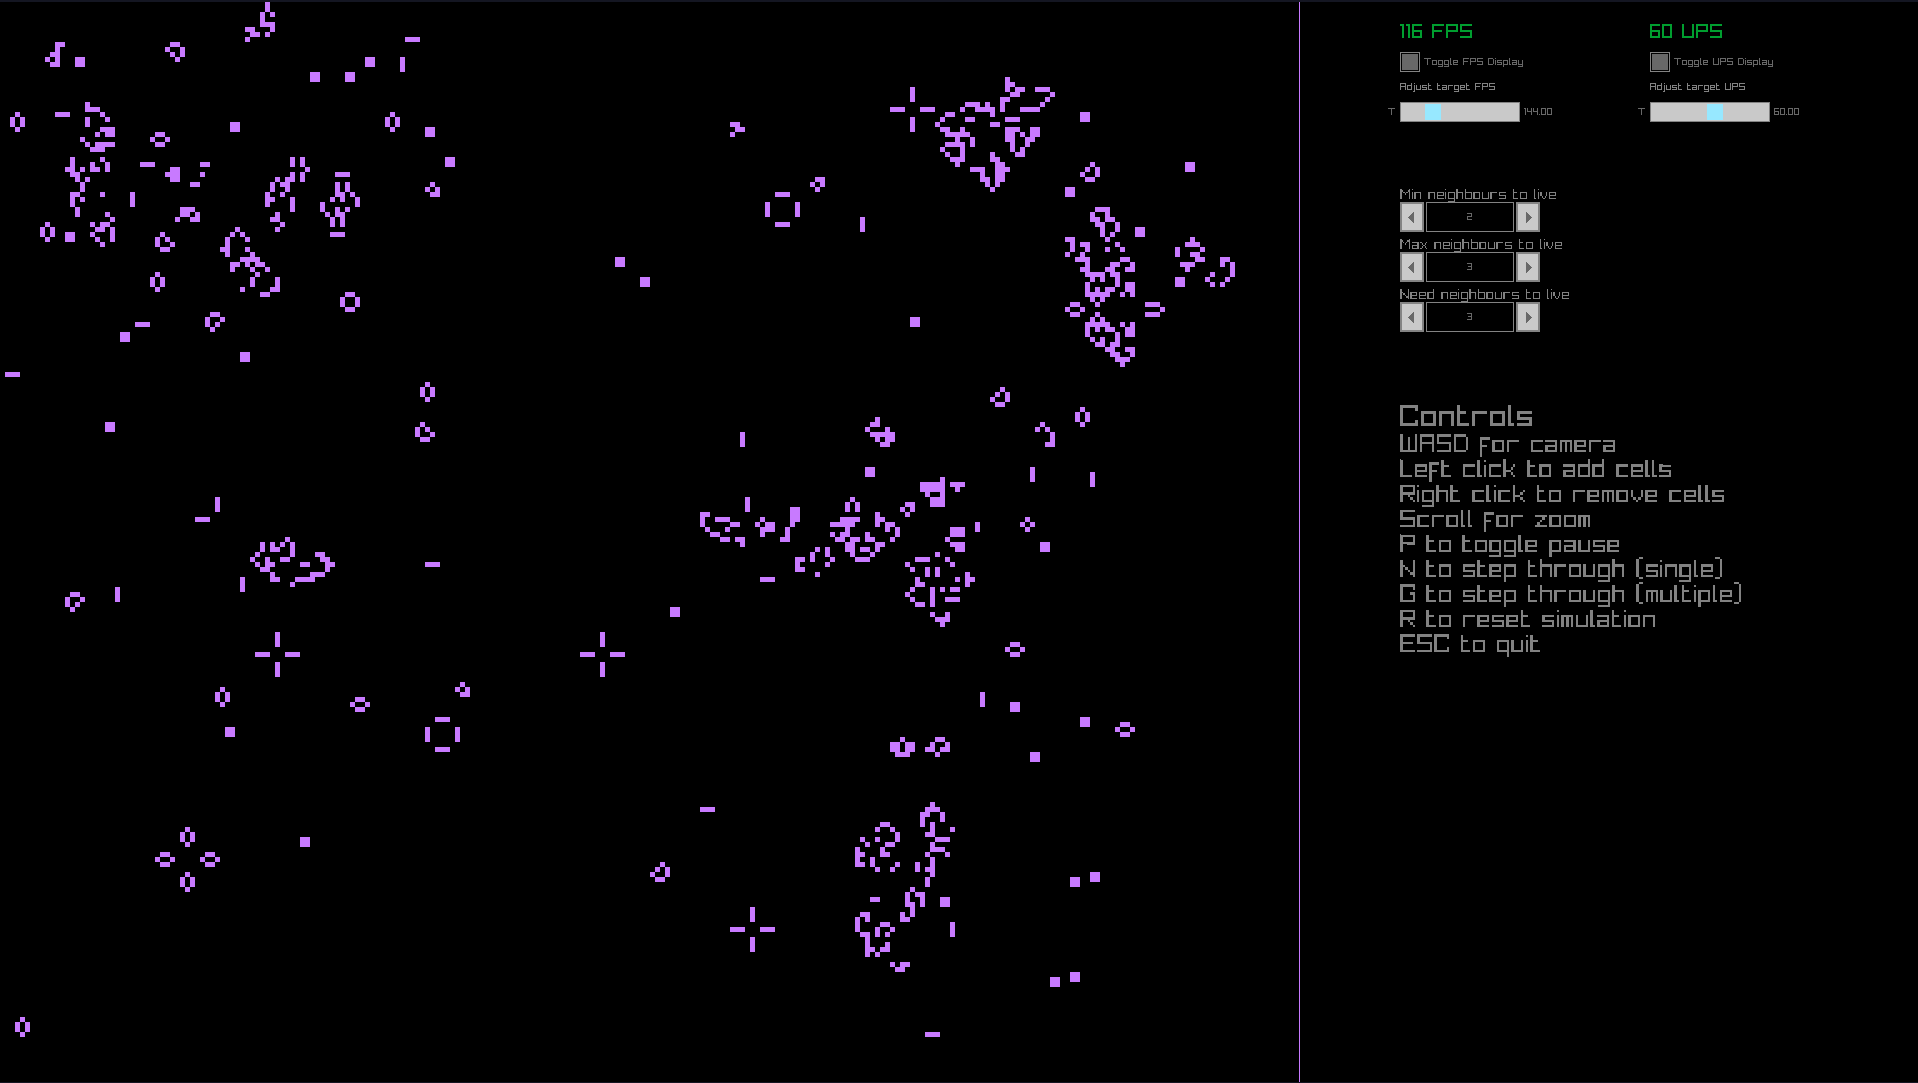 116 FPS 60 UPS
Toggle FPS Display Toggle UPS Display
Adjust target FPS Adjust target UPS
T 144.00 T 60.00
Min neighbours to live
2
Max neighbours to live
3
Need neighbours to live
3
Controls
WASD for camera
Left click to add cells
Right click to remove cells
Scroll for zoom
P to toggle pause
N to step through (single)
G to step through (multiple)
R to reset simulation
ESC to quit